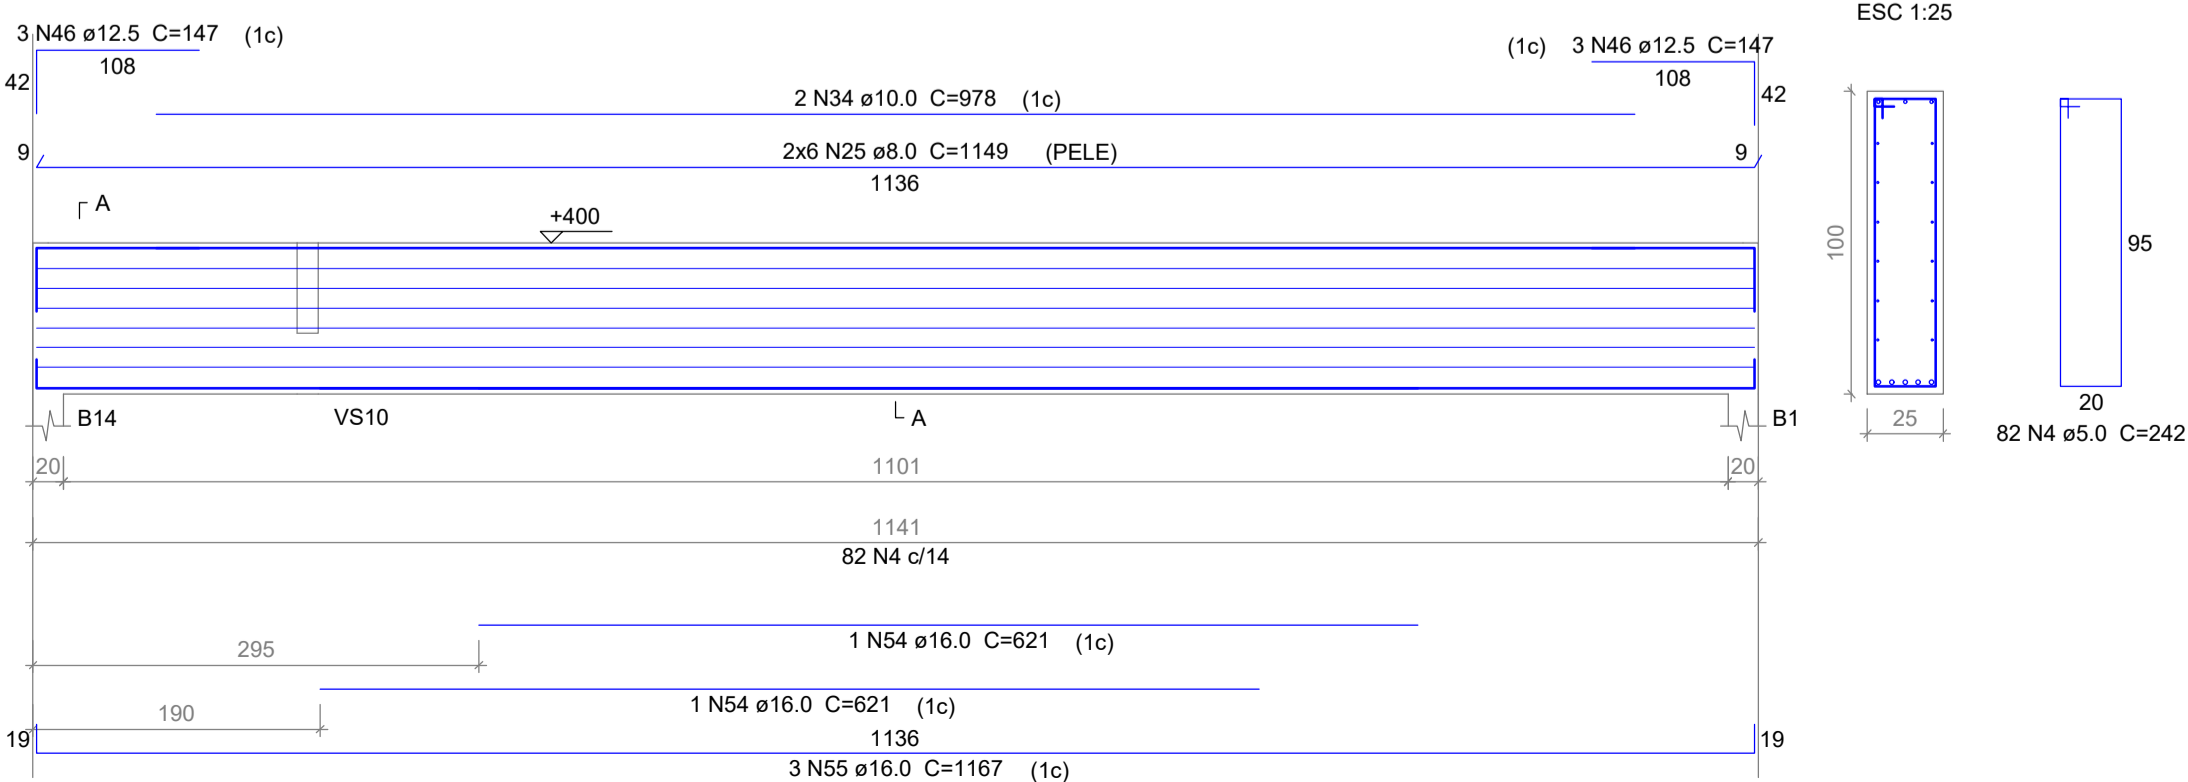 ESC 1:25
3 N46 ø12.5 C=147 (1c)
108
42
(1c) 3 N46 ø12.5 C=147
108
42
2 N34 ø10.0 C=978 (1c)
9
2x6 N25 ø8.0 C=1149 (PELE)
9
1136
A
+400
100
95
B14
VS10
A
B1
25
20
82 N4 ø5.0 C=242
20
1101
20
1141
82 N4 c/14
295
1 N54 ø16.0 C=621 (1c)
190
1 N54 ø16.0 C=621 (1c)
19
1136
19
3 N55 ø16.0 C=1167 (1c)